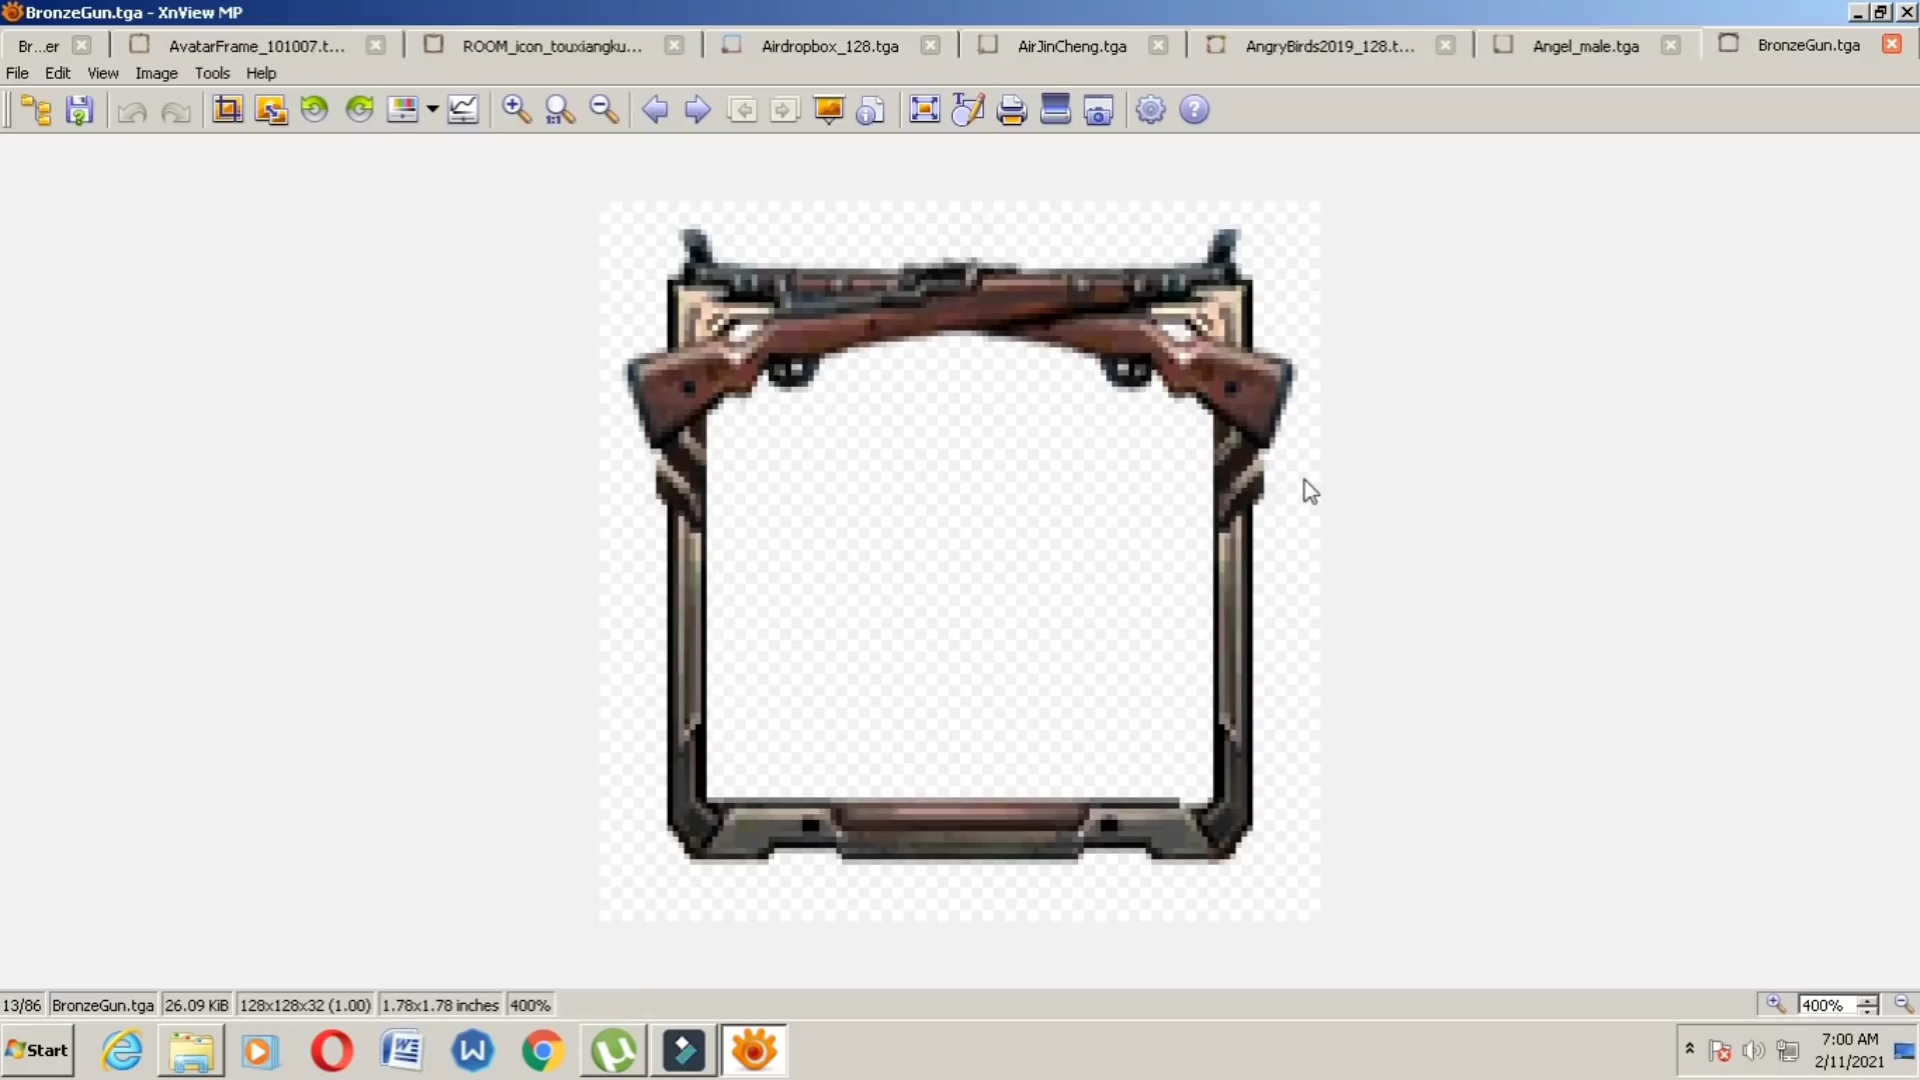 BronzeGun.tga - XnView MP
Br...er AvatarFrame_101007.t... ROOM_icon_touxiangku... Airdropbox_128.tga AirJinCheng.tga AngryBirds2019_128.t... Angel_male.tga BronzeGun.tga
File Edit View Image Tools Help
1:1
13/86 BronzeGun.tga 26.09 KiB 128x128x32 (1.00) 1.78x1.78 inches 400% 400%
Start 7:00 AM
2/11/2021